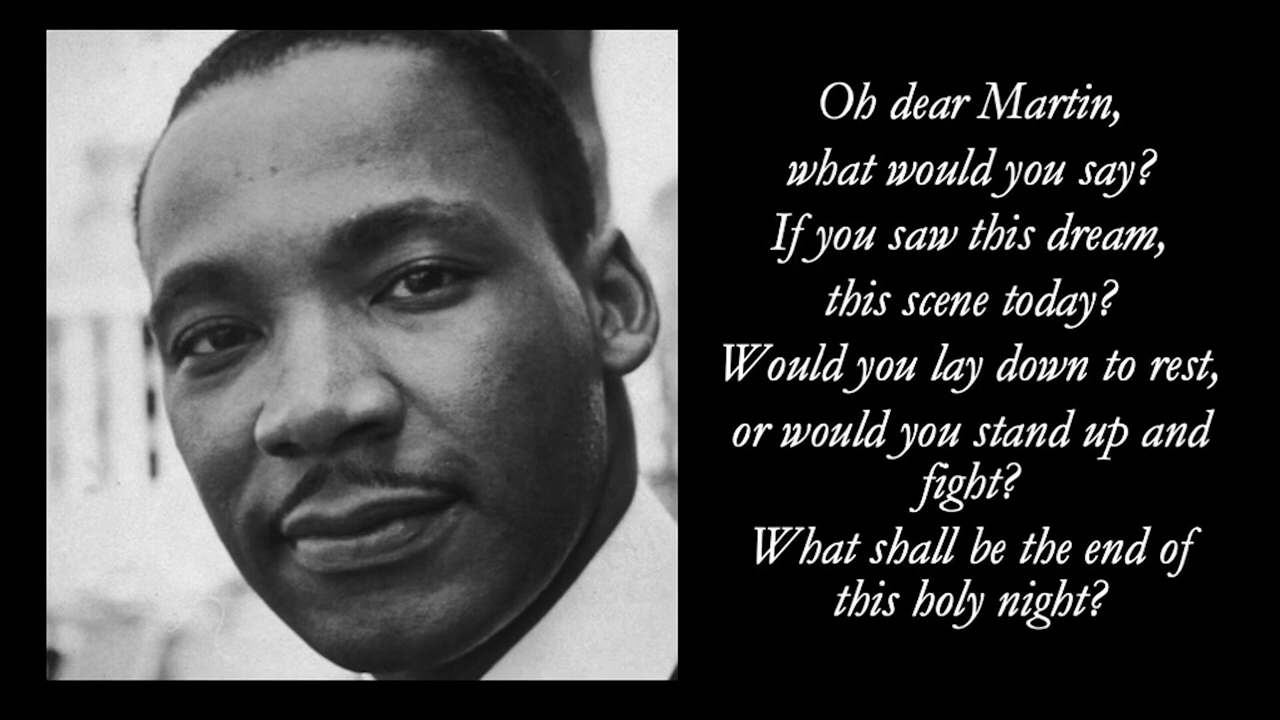 Oh dear Martin,
what would you say?
If you saw this dream,
this scene today?
Would you lay down to rest,
or would you stand up and
fight?
What shall be the end of
this holy night?